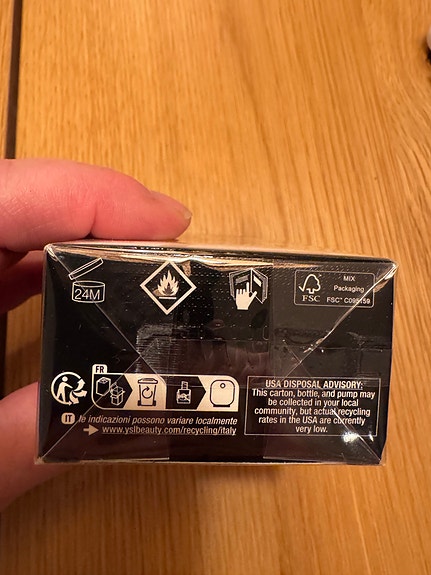 24M
FSC
MIX
Packaging
FSC® C095159
FR
IT le indicazioni possono variare localmente
www.yslbeauty.com/recycling/italy
USA DISPOSAL ADVISORY:
This carton, bottle, and pump may
be collected in your local
community, but actual recycling
rates in the USA are currently
very low.